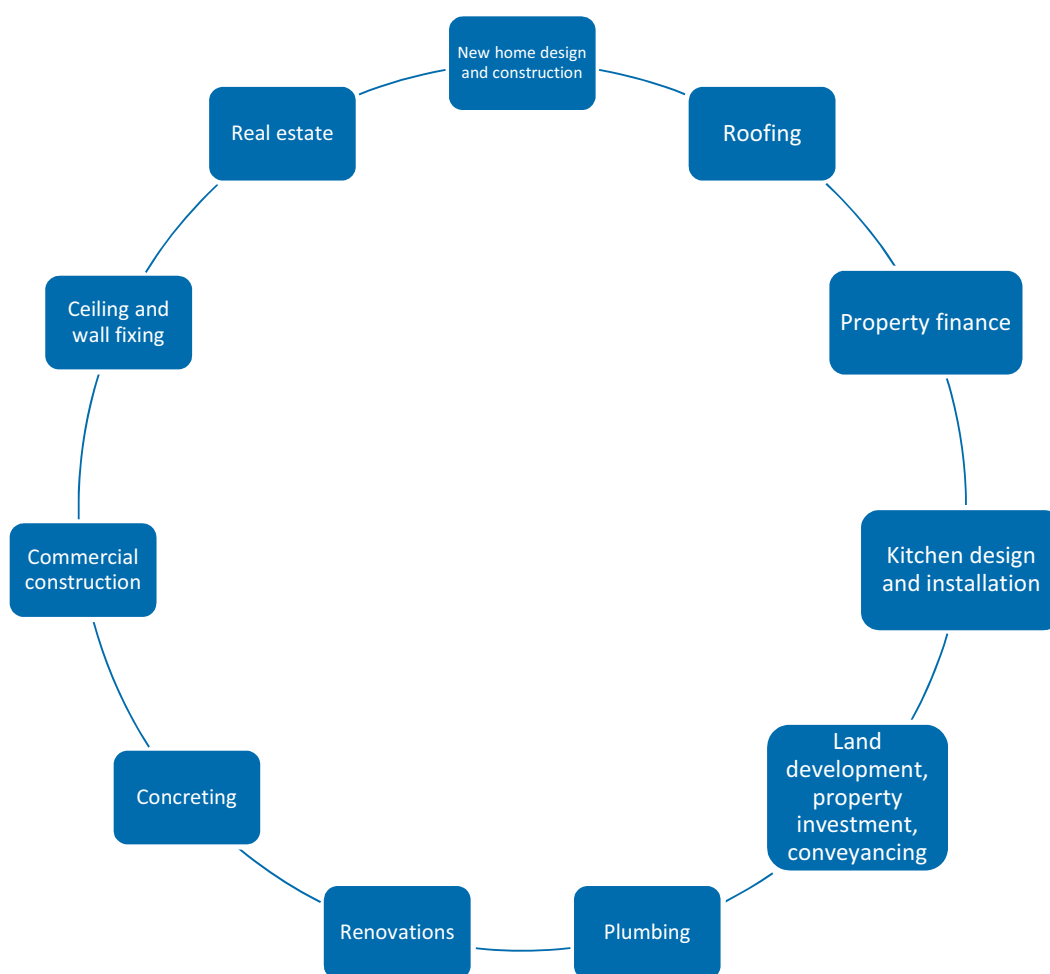 New home design
and construction
Roofing
Property finance
Kitchen design
and installation
Land
development,
property
investment,
conveyancing
Plumbing
Renovations
Concreting
Commercial
construction
Ceiling and
wall fixing
Real estate